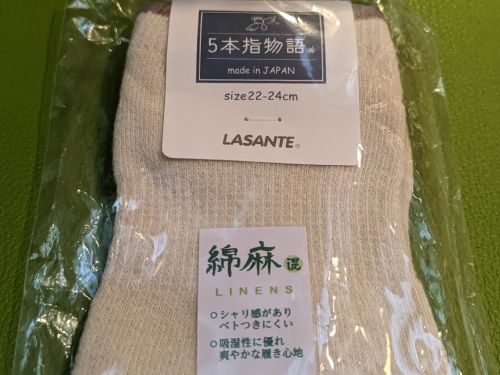 5本指物語
made in JAPAN
size22-24cm
LASANTE®
綿麻混
LINENS
○シャリ感があり
ベトつきにくい
○吸湿性に優れ
爽やかな履き心地